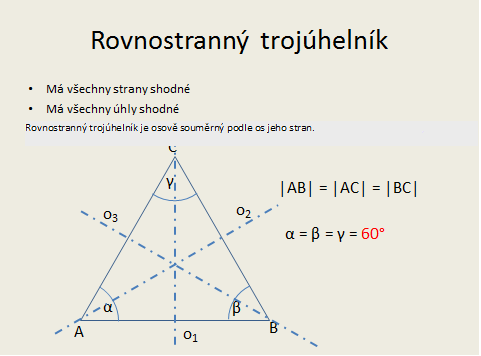 Rovnostranný trojúhelník
• Má všechny strany shodné
• Má všechny úhly shodné
Rovnostranný trojúhelník je osově souměrný podle os jeho stran.
C
γ
|AB| = |AC| = |BC|
o3
o2
α = β = γ = 60°
α
β
A
o1
B